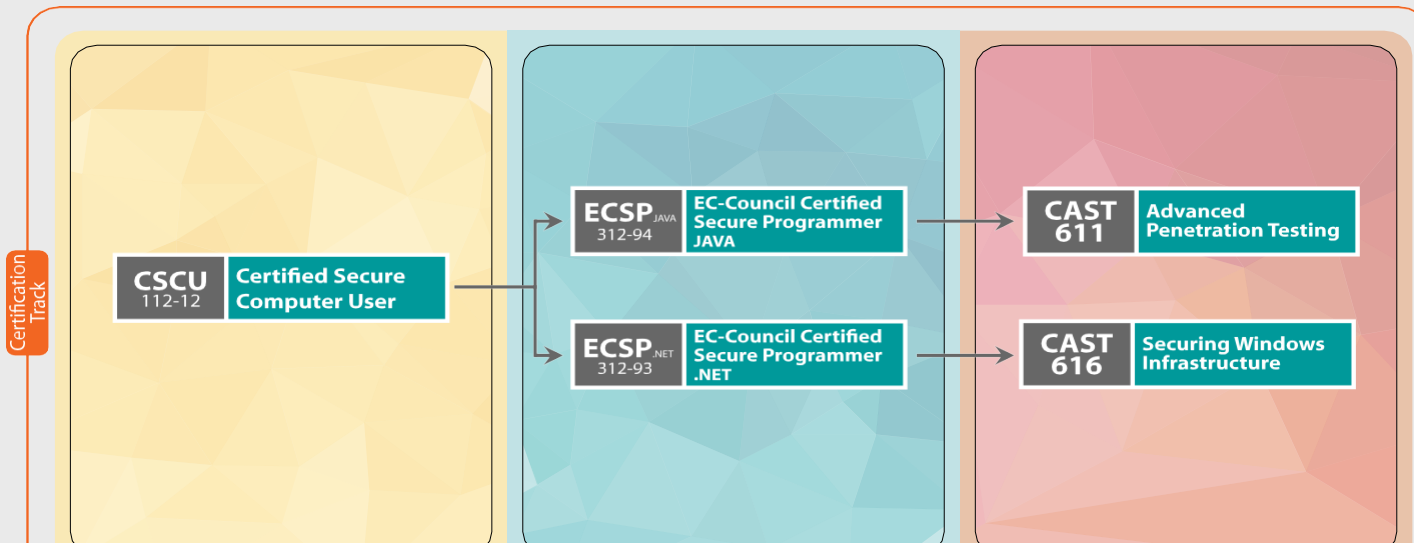 Certification
Track
CSCU
112-12
Certified Secure
Computer User
ECSP JAVA
312-94
EC-Council Certified
Secure Programmer
JAVA
ECSP .NET
312-93
EC-Council Certified
Secure Programmer
.NET
CAST
611
Advanced
Penetration Testing
CAST
616
Securing Windows
Infrastructure